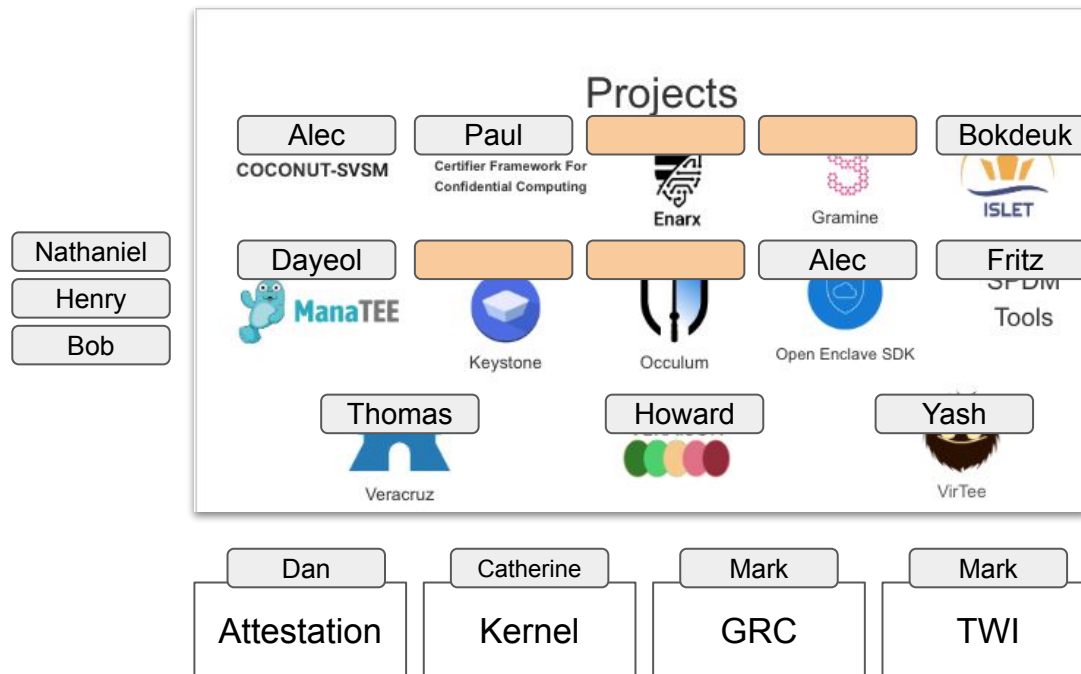 Projects
Alec
Paul
Bokdeuk
COCONUT-SVSM
Certifier Framework For
Confidential Computing
Enarx
Gramine
ISLET
Nathaniel
Henry
Bob
Dayeol
Alec
Fritz
ManaTEE
Keystone
Occulum
Open Enclave SDK
SPDM
Tools
Thomas
Howard
Yash
Veracruz
VirTee
Dan
Catherine
Mark
Mark
Attestation
Kernel
GRC
TWI